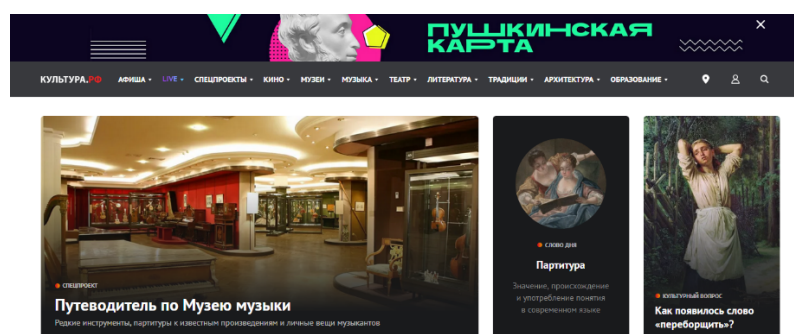 ПУШКИНСКАЯ
КАРТА
КУЛЬТУРА.РФ АФИША LIVE СПЕЦПРОЕКТЫ КИНО МУЗЕИ МУЗЫКА ТЕАТР ЛИТЕРАТУРА ТРАДИЦИИ АРХИТЕКТУРА ОБРАЗОВАНИЕ
СПЕЦПРОЕКТ
Путеводитель по Музею музыки
Редкие инструменты, партитуры к известным произведениям и личные вещи музыкантов
СЛОВО ДНЯ
Партитура
Значение, происхождение
и употребление понятия
в современном языке
КУЛЬТУРНЫЙ ВОПРОС
Как появилось слово
«переборщить»?